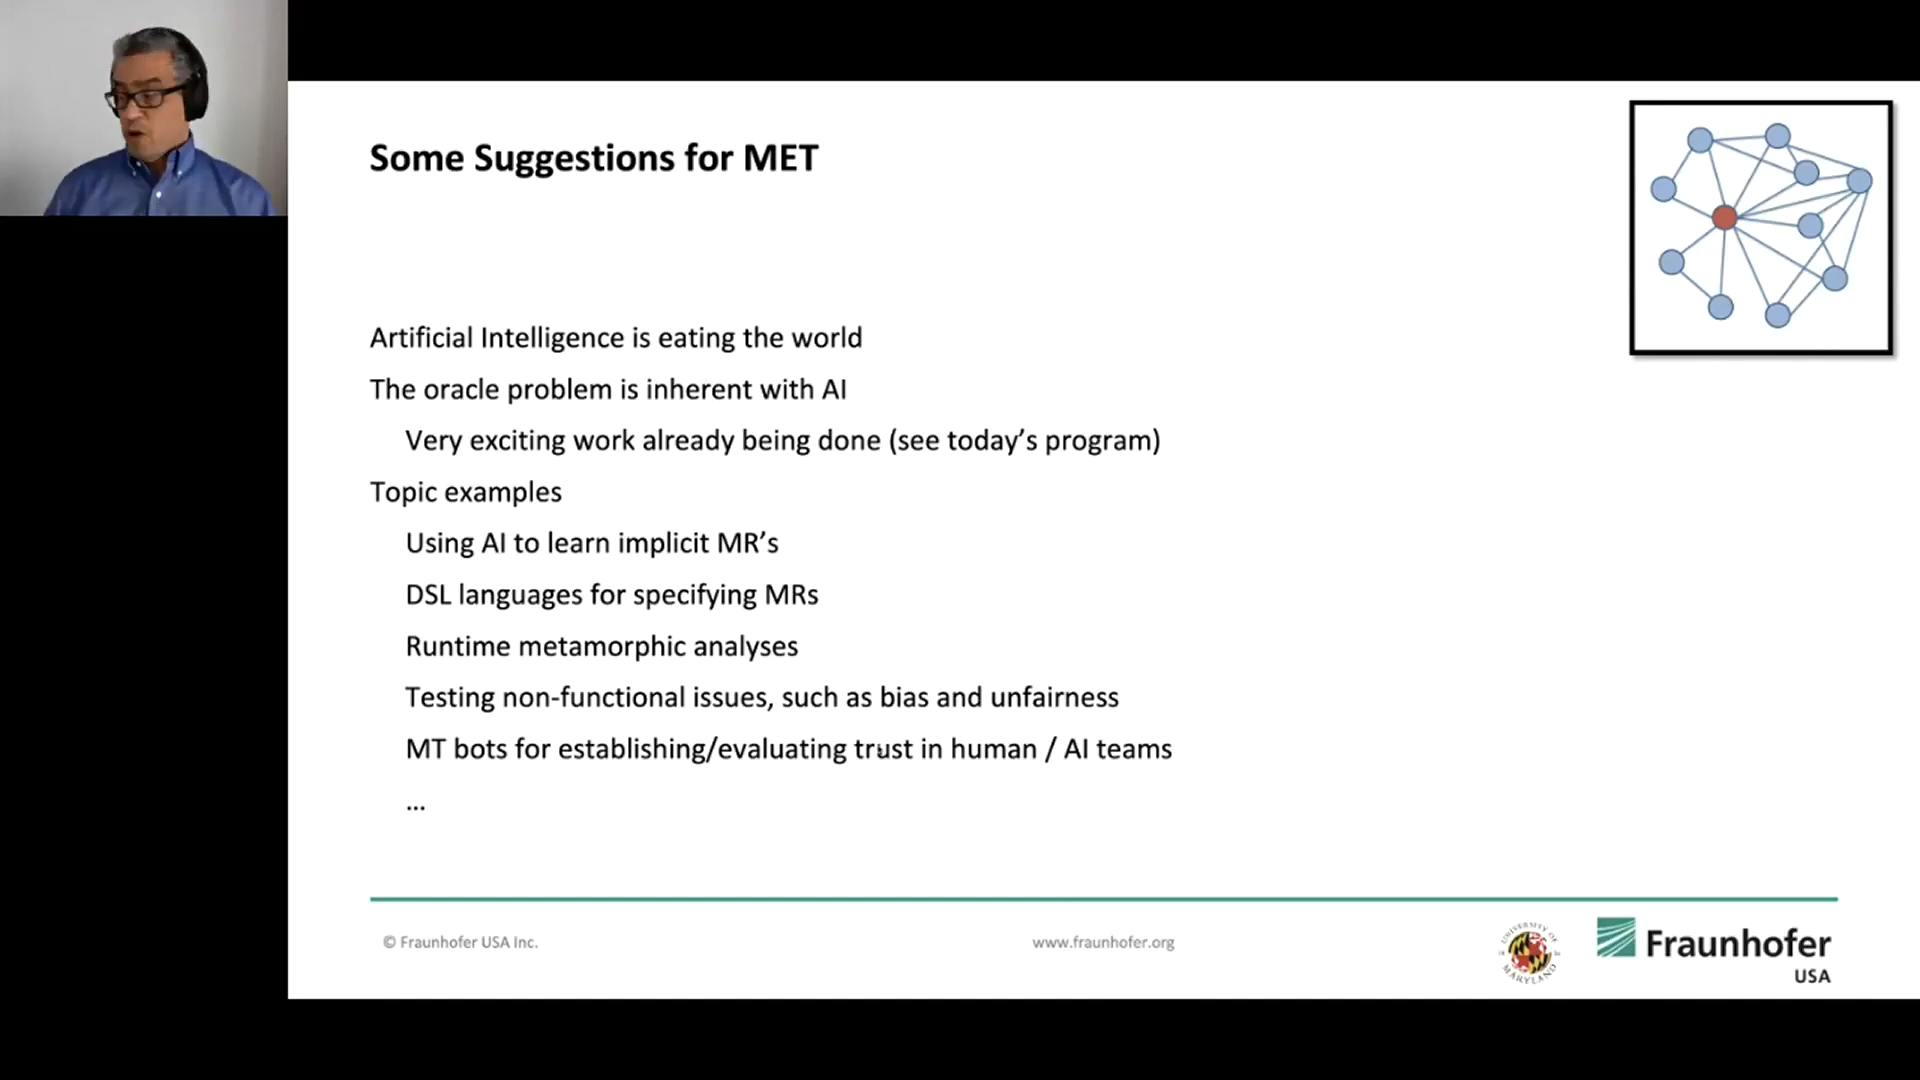 Some Suggestions for MET
Artificial Intelligence is eating the world
The oracle problem is inherent with AI
Very exciting work already being done (see today's program)
Topic examples
Using AI to learn implicit MR's
DSL languages for specifying MRs
Runtime metamorphic analyses
Testing non-functional issues, such as bias and unfairness
MT bots for establishing/evaluating trust in human / AI teams
...
© Fraunhofer USA Inc.
www.fraunhofer.org
UNIVERSITY OF
MARYLAND
Fraunhofer
USA